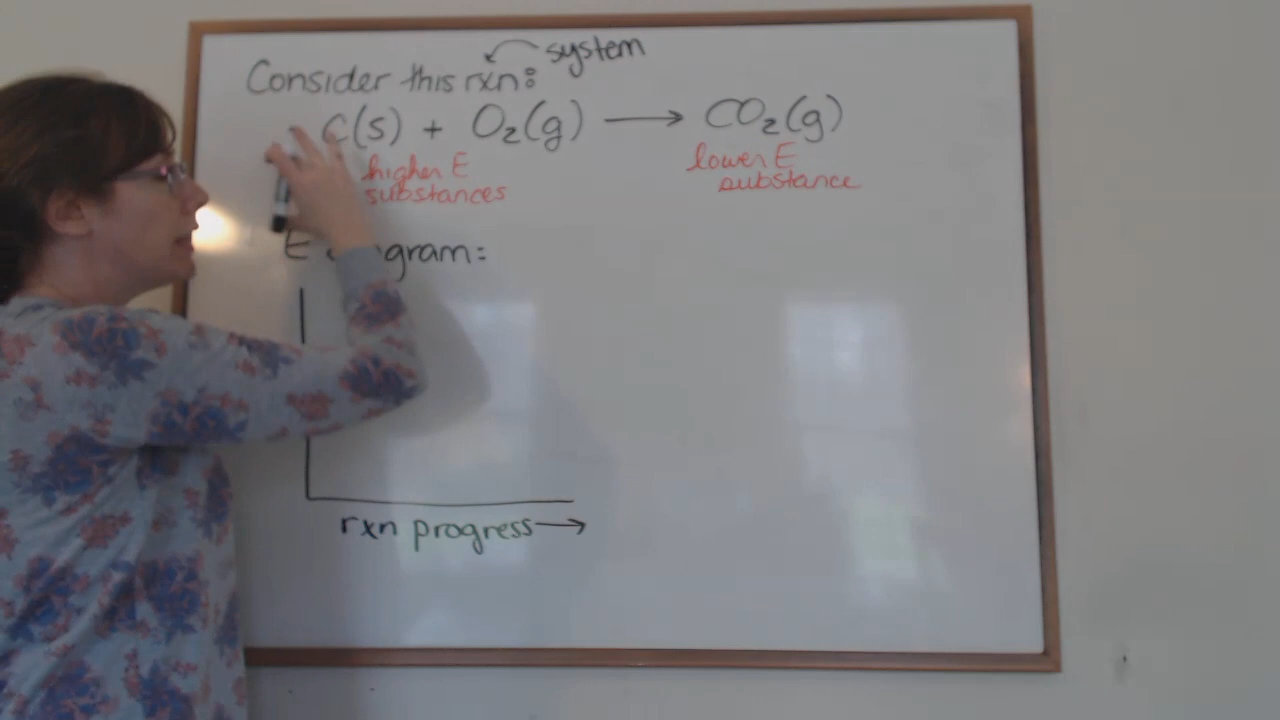 system
Consider this rxn:
C(s) + O₂(g) → CO₂(g)
higher E
substances
lower E
substance
E gram:
rxn progress→